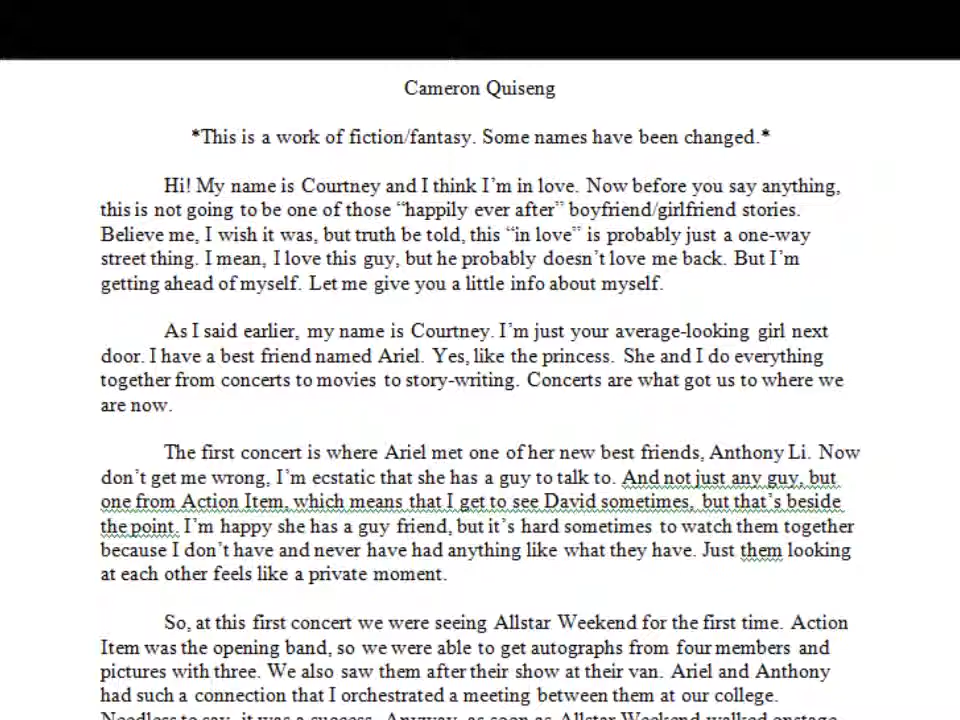 Cameron Quiseng
*This is a work of fiction/fantasy. Some names have been changed.*
Hi! My name is Courtney and I think I’m in love. Now before you say anything,
this is not going to be one of those “happily ever after” boyfriend/girlfriend stories.
Believe me, I wish it was, but truth be told, this “in love” is probably just a one-way
street thing. I mean, I love this guy, but he probably doesn’t love me back. But I’m
getting ahead of myself. Let me give you a little info about myself.
As I said earlier, my name is Courtney. I’m just your average-looking girl next
door. I have a best friend named Ariel. Yes, like the princess. She and I do everything
together from concerts to movies to story-writing. Concerts are what got us to where we
are now.
The first concert is where Ariel met one of her new best friends, Anthony Li. Now
don’t get me wrong, I’m ecstatic that she has a guy to talk to. And not just any guy, but
one from Action Item, which means that I get to see David sometimes, but that’s beside
the point. I’m happy she has a guy friend, but it’s hard sometimes to watch them together
because I don’t have and never have had anything like what they have. Just them looking
at each other feels like a private moment.
So, at this first concert we were seeing Allstar Weekend for the first time. Action
Item was the opening band, so we were able to get autographs from four members and
pictures with three. We also saw them after their show at their van. Ariel and Anthony
had such a connection that I orchestrated a meeting between them at our college.
Needless to say, it was a success. Anyway, as soon as Allstar Weekend walked onstage